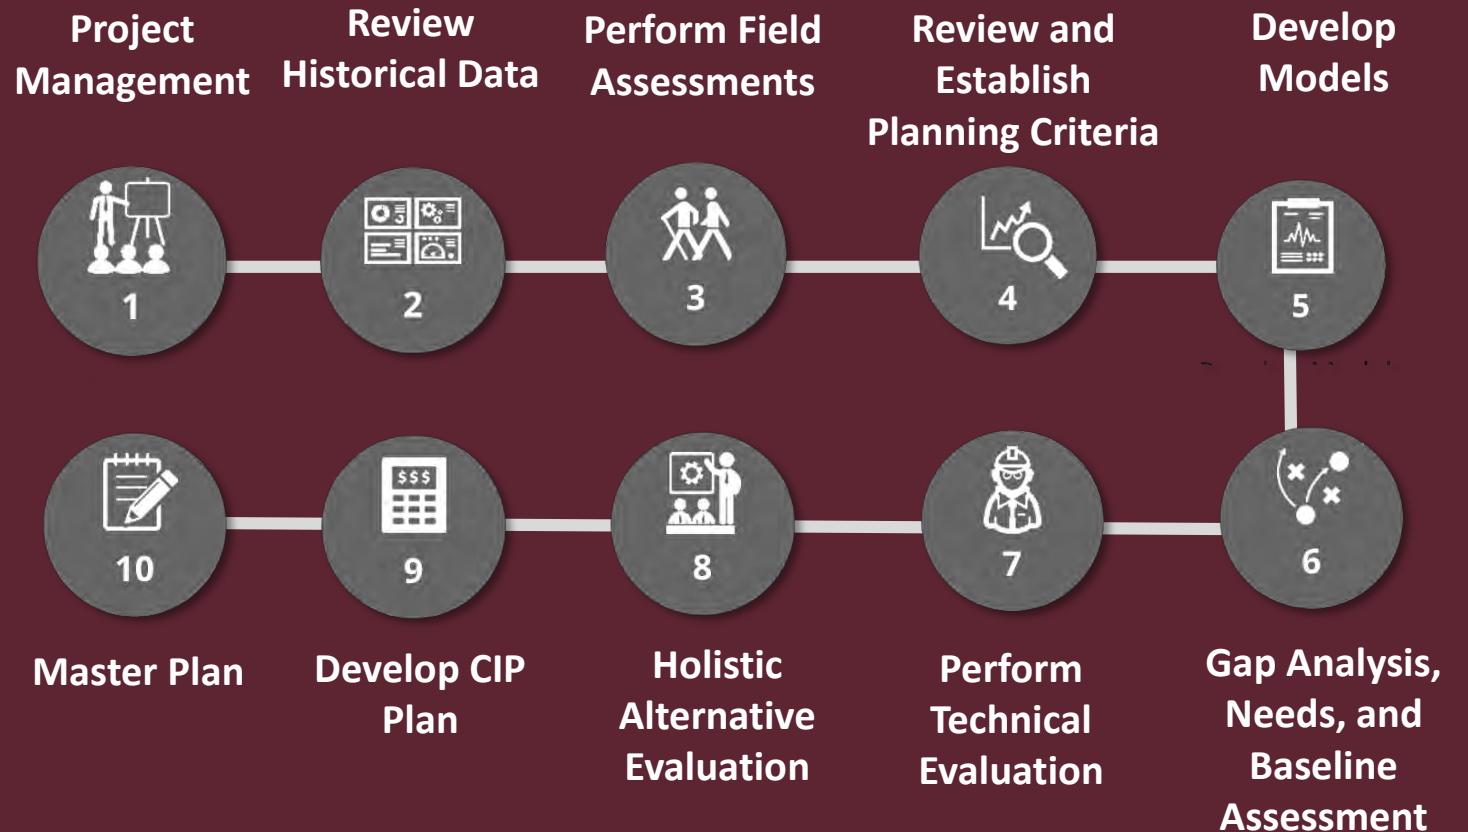 Project
Management
Review
Historical Data
Perform Field
Assessments
Review and
Establish
Planning Criteria
Develop
Models
1
2
3
4
5
$$$
10
9
8
7
6
Master Plan
Develop CIP
Plan
Holistic
Alternative
Evaluation
Perform
Technical
Evaluation
Gap Analysis,
Needs, and
Baseline
Assessment